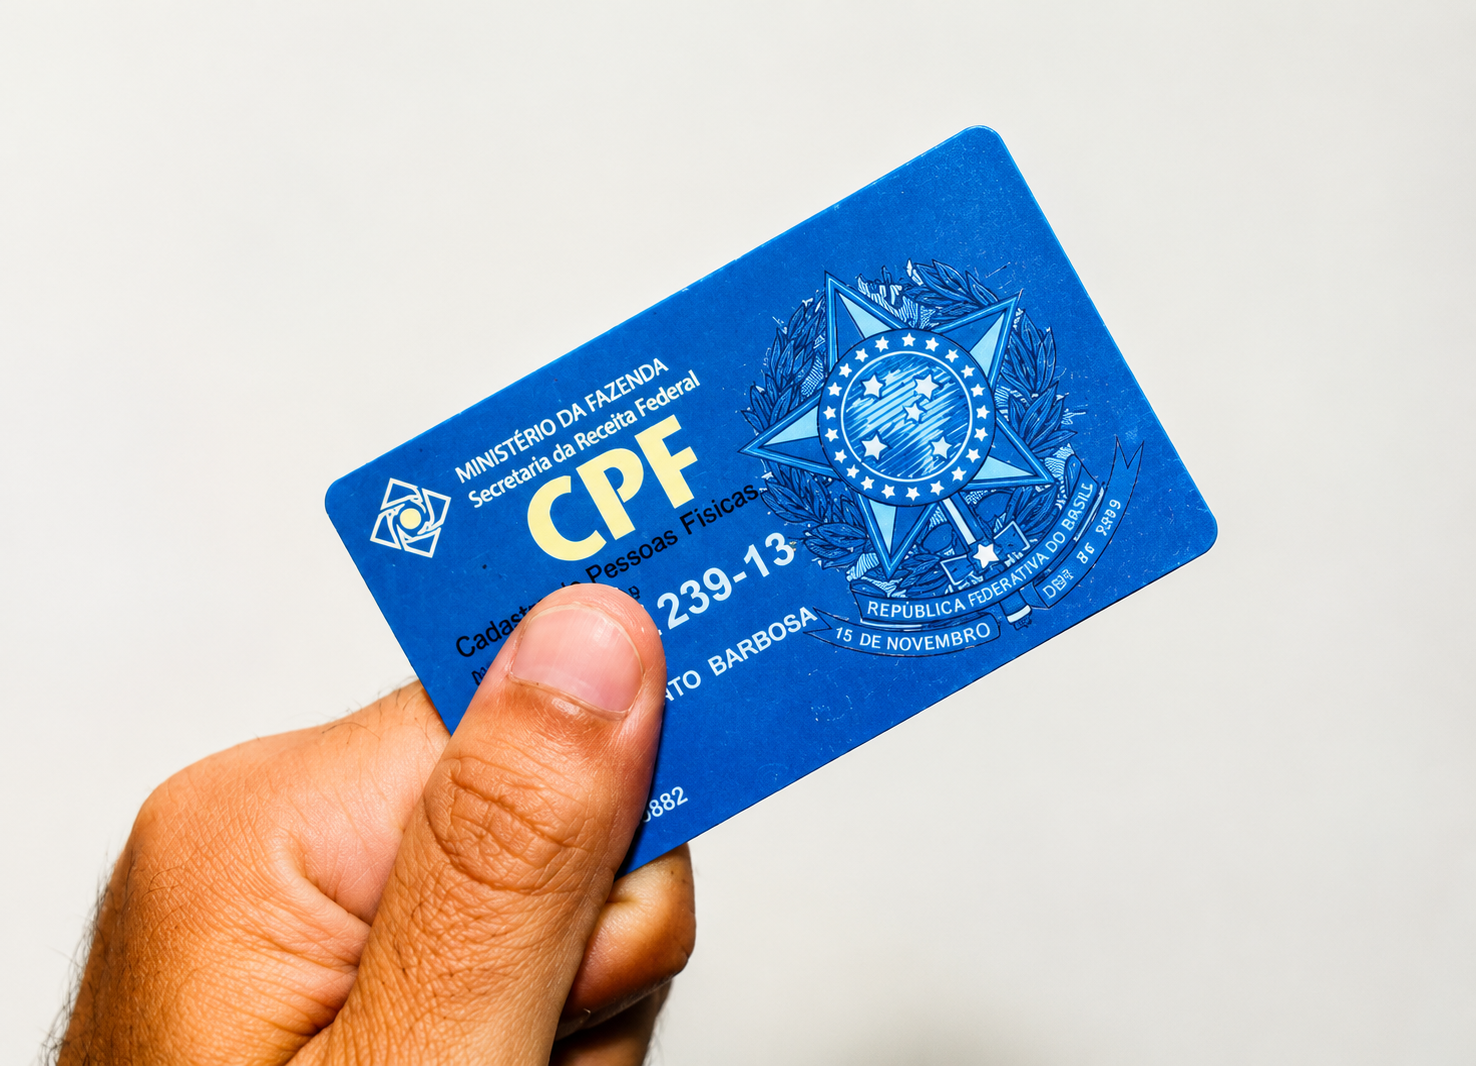 MINISTÉRIO DA FAZENDA
Secretaria da Receita Federal
CPF
Pessoas Físicas
239-13
BARBOSA
882
REPÚBLICA FEDERATIVA DO BRASIL
15 DE NOVEMBRO